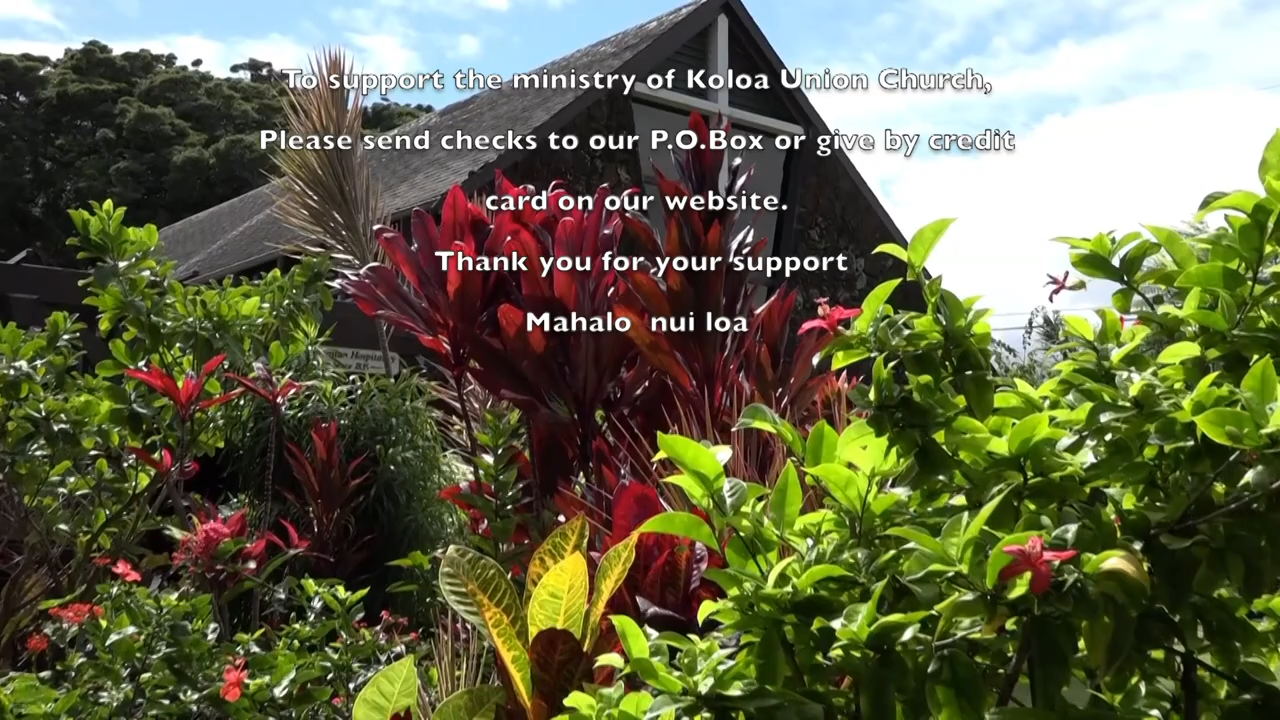 To support the ministry of Koloa Union Church,
Please send checks to our P.O.Box or give by credit
card on our website.
Thank you for your support
Mahalo nui loa